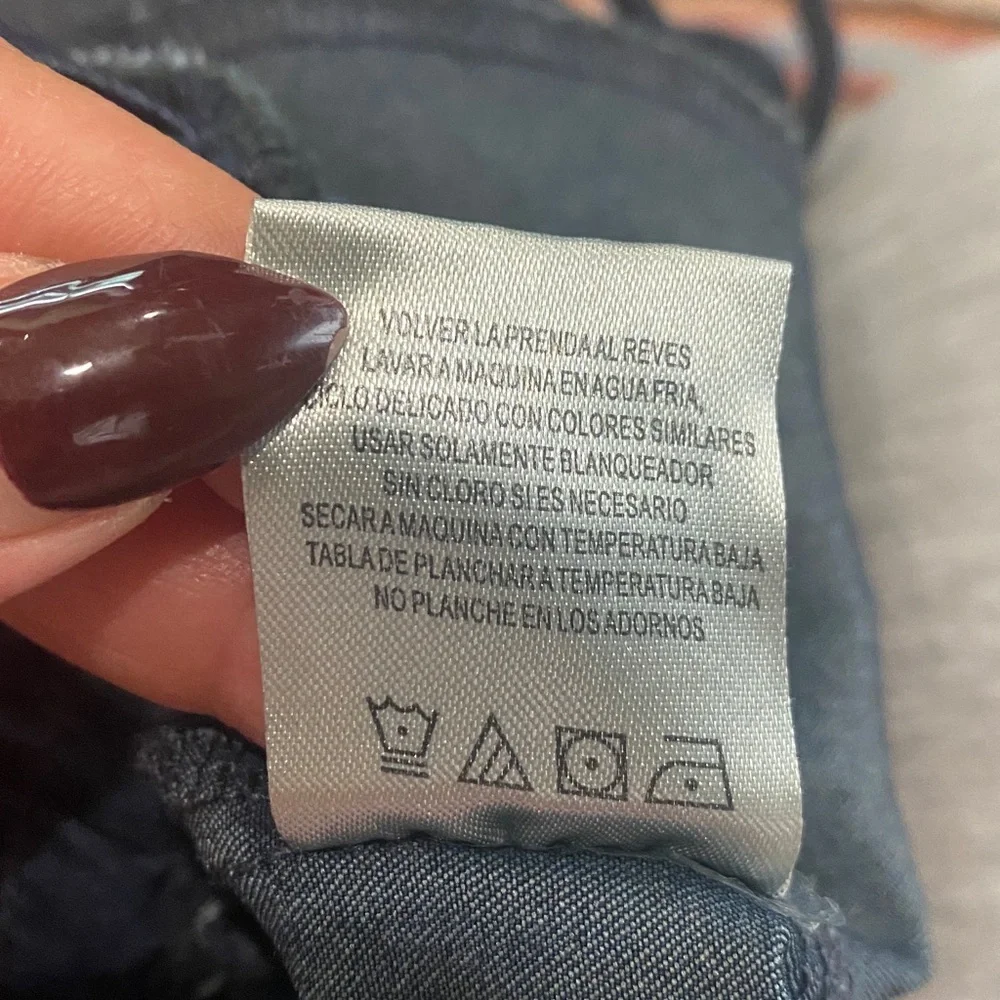 VOLVER LA PRENDA AL REVES
LAVAR A MAQUINA EN AGUA FRIA,
CICLO DELICADO CON COLORES SIMILARES
USAR SOLAMENTE BLANQUEADOR
SIN CLORO SI ES NECESARIO
SECAR A MAQUINA CON TEMPERATURA BAJA
TABLA DE PLANCHAR A TEMPERATURA BAJA
NO PLANCHE EN LOS ADORNOS